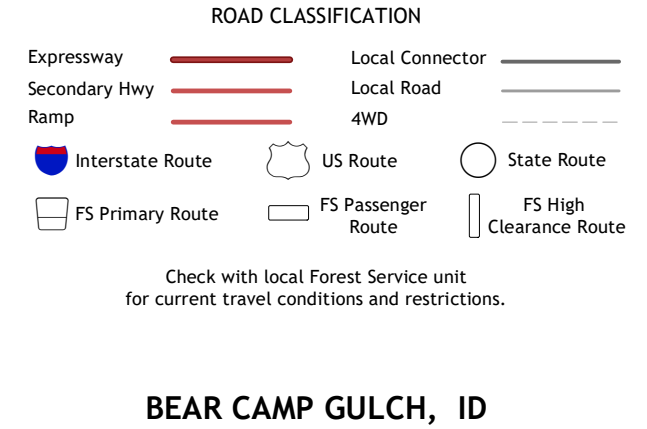 ROAD CLASSIFICATION
Expressway
Local Connector
Secondary Hwy
Local Road
Ramp
4WD
Interstate Route
US Route
State Route
FS Primary Route
FS Passenger
Route
FS High
Clearance Route
Check with local Forest Service unit
for current travel conditions and restrictions.
BEAR CAMP GULCH, ID